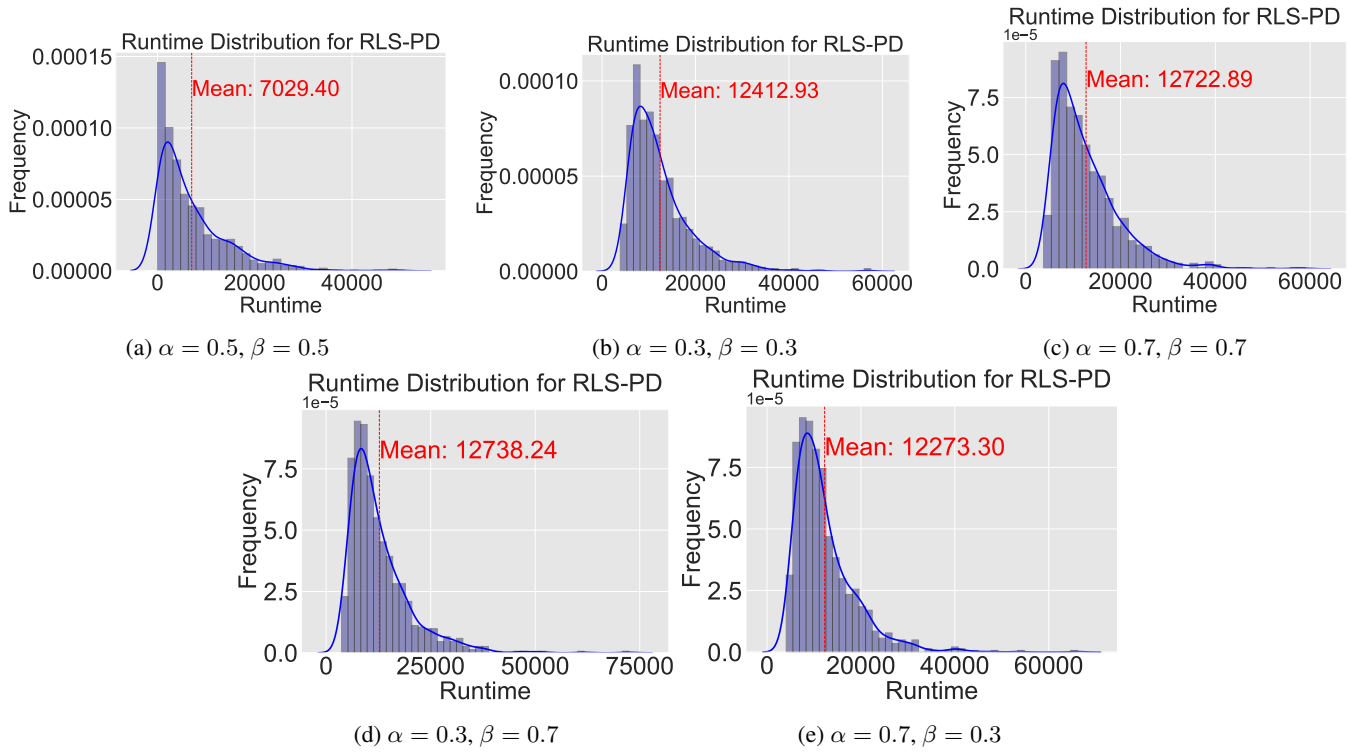 Runtime Distribution for RLS-PD
0.00015
0.00010
0.00005
0.00000
Frequency
Mean: 7029.40
0
20000
40000
Runtime
(a) α = 0.5, β = 0.5
Runtime Distribution for RLS-PD
0.00010
0.00005
0.00000
Frequency
Mean: 12412.93
0
20000
40000
60000
Runtime
(b) α = 0.3, β = 0.3
Runtime Distribution for RLS-PD
1e−5
7.5
5.0
2.5
0.0
Frequency
Mean: 12722.89
0
20000
40000
60000
Runtime
(c) α = 0.7, β = 0.7
Runtime Distribution for RLS-PD
1e−5
7.5
5.0
2.5
0.0
Frequency
Mean: 12738.24
0
25000
50000
75000
Runtime
(d) α = 0.3, β = 0.7
Runtime Distribution for RLS-PD
1e−5
7.5
5.0
2.5
0.0
Frequency
Mean: 12273.30
0
20000
40000
60000
Runtime
(e) α = 0.7, β = 0.3